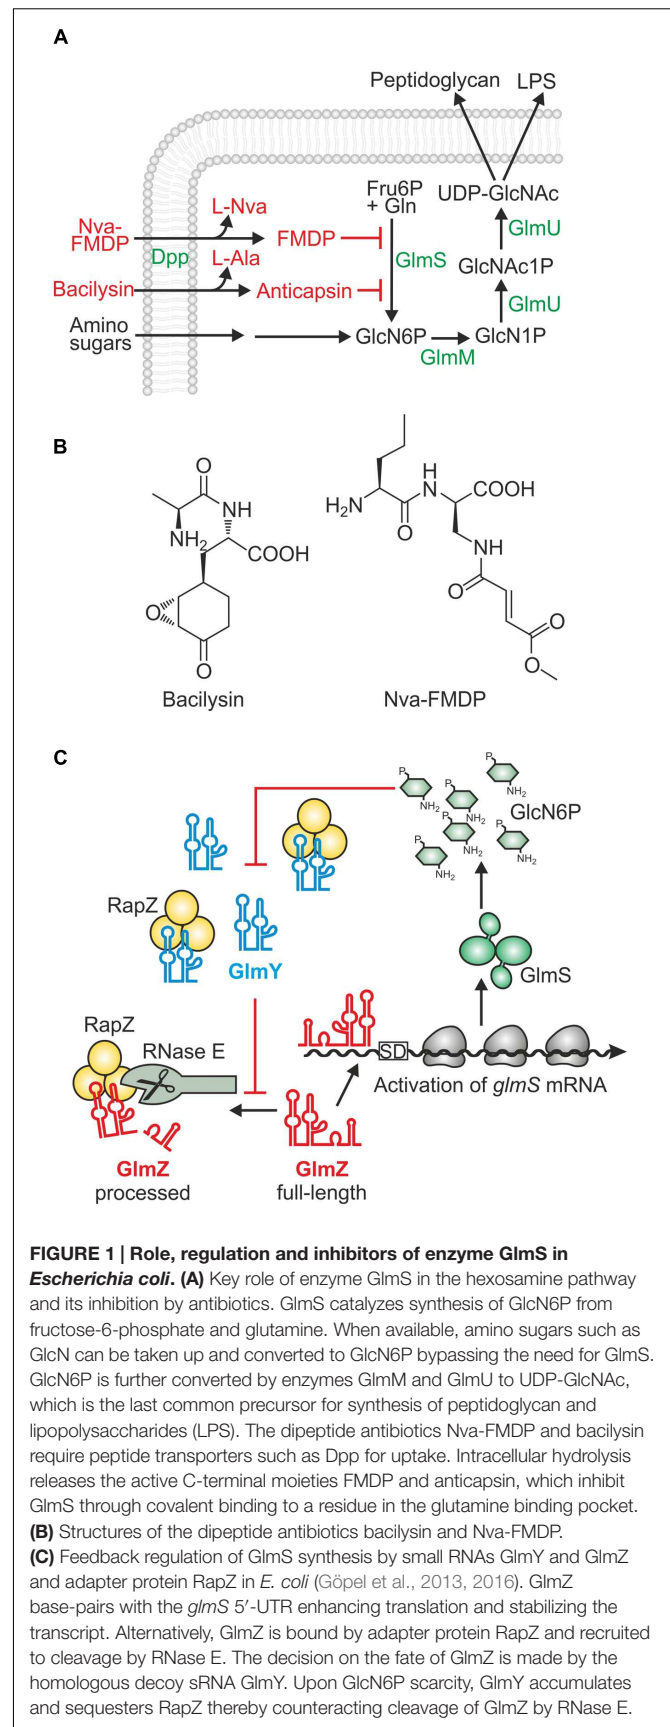 A
Peptidoglycan LPS
Fru6P
+ Gln
UDP-GlcNAc
L-Nva
Nva-
FMDP
FMDP
GlmU
Dpp
L-Ala
GlmS
GlcNAc1P
Bacilysin
Anticapsin
GlmU
Amino
sugars
GlcN6P
GlcN1P
GlmM
B
O
NH
NH2
COOH
O
O
Bacilysin
H2N
O
H
N
COOH
NH
O
O
O
Nva-FMDP
C
P
NH2
P
NH2
P
NH2
P
NH2
P
NH2
P
NH2
GlcN6P
RapZ
GlmY
GlmS
RapZ
RNase E
SD
Activation of glmS mRNA
GlmZ
processed
GlmZ
full-length
FIGURE 1 | Role, regulation and inhibitors of enzyme GlmS in
Escherichia coli. (A) Key role of enzyme GlmS in the hexosamine pathway
and its inhibition by antibiotics. GlmS catalyzes synthesis of GlcN6P from
fructose-6-phosphate and glutamine. When available, amino sugars such as
GlcN can be taken up and converted to GlcN6P bypassing the need for GlmS.
GlcN6P is further converted by enzymes GlmM and GlmU to UDP-GlcNAc,
which is the last common precursor for synthesis of peptidoglycan and
lipopolysaccharides (LPS). The dipeptide antibiotics Nva-FMDP and bacilysin
require peptide transporters such as Dpp for uptake. Intracellular hydrolysis
releases the active C-terminal moieties FMDP and anticapsin, which inhibit
GlmS through covalent binding to a residue in the glutamine binding pocket.
(B) Structures of the dipeptide antibiotics bacilysin and Nva-FMDP.
(C) Feedback regulation of GlmS synthesis by small RNAs GlmY and GlmZ
and adapter protein RapZ in E. coli (Göpel et al., 2013, 2016). GlmZ
base-pairs with the glmS 5′-UTR enhancing translation and stabilizing the
transcript. Alternatively, GlmZ is bound by adapter protein RapZ and recruited
to cleavage by RNase E. The decision on the fate of GlmZ is made by the
homologous decoy sRNA GlmY. Upon GlcN6P scarcity, GlmY accumulates
and sequesters RapZ thereby counteracting cleavage of GlmZ by RNase E.